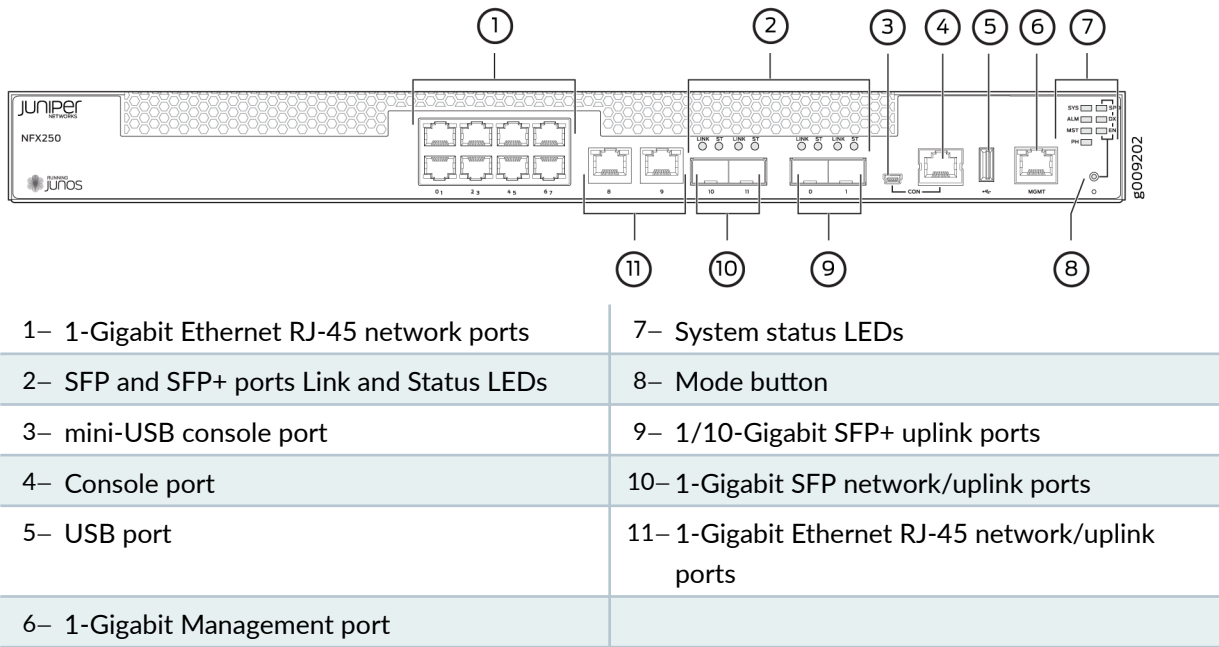 1 2 3 4 5 6 7
JUNIPER
NETWORKS
NFX250
RUNNING
JUNOS
0 1 2 3 4 5 6 7
8 9
LINK ST LINK ST
LINK ST LINK ST
10 11
0 1
CON
MGMT
SYS SPD
ALM DX
MST EN
PH
g009202
11 10 9 8
1– 1-Gigabit Ethernet RJ-45 network ports
7– System status LEDs
2– SFP and SFP+ ports Link and Status LEDs
8– Mode button
3– mini-USB console port
9– 1/10-Gigabit SFP+ uplink ports
4– Console port
10– 1-Gigabit SFP network/uplink ports
5– USB port
11– 1-Gigabit Ethernet RJ-45 network/uplink
ports
6– 1-Gigabit Management port